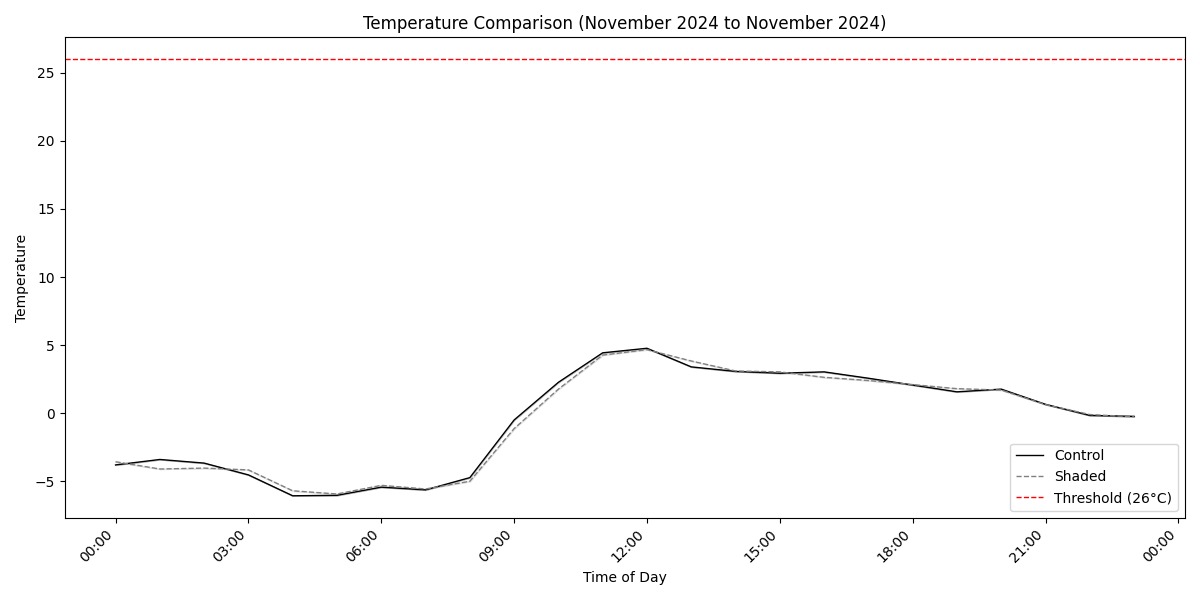 Temperature Comparison (November 2024 to November 2024)
Temperature
25
20
15
10
5
0
−5
00:00
03:00
06:00
09:00
12:00
15:00
18:00
21:00
00:00
Time of Day
Control
Shaded
Threshold (26°C)